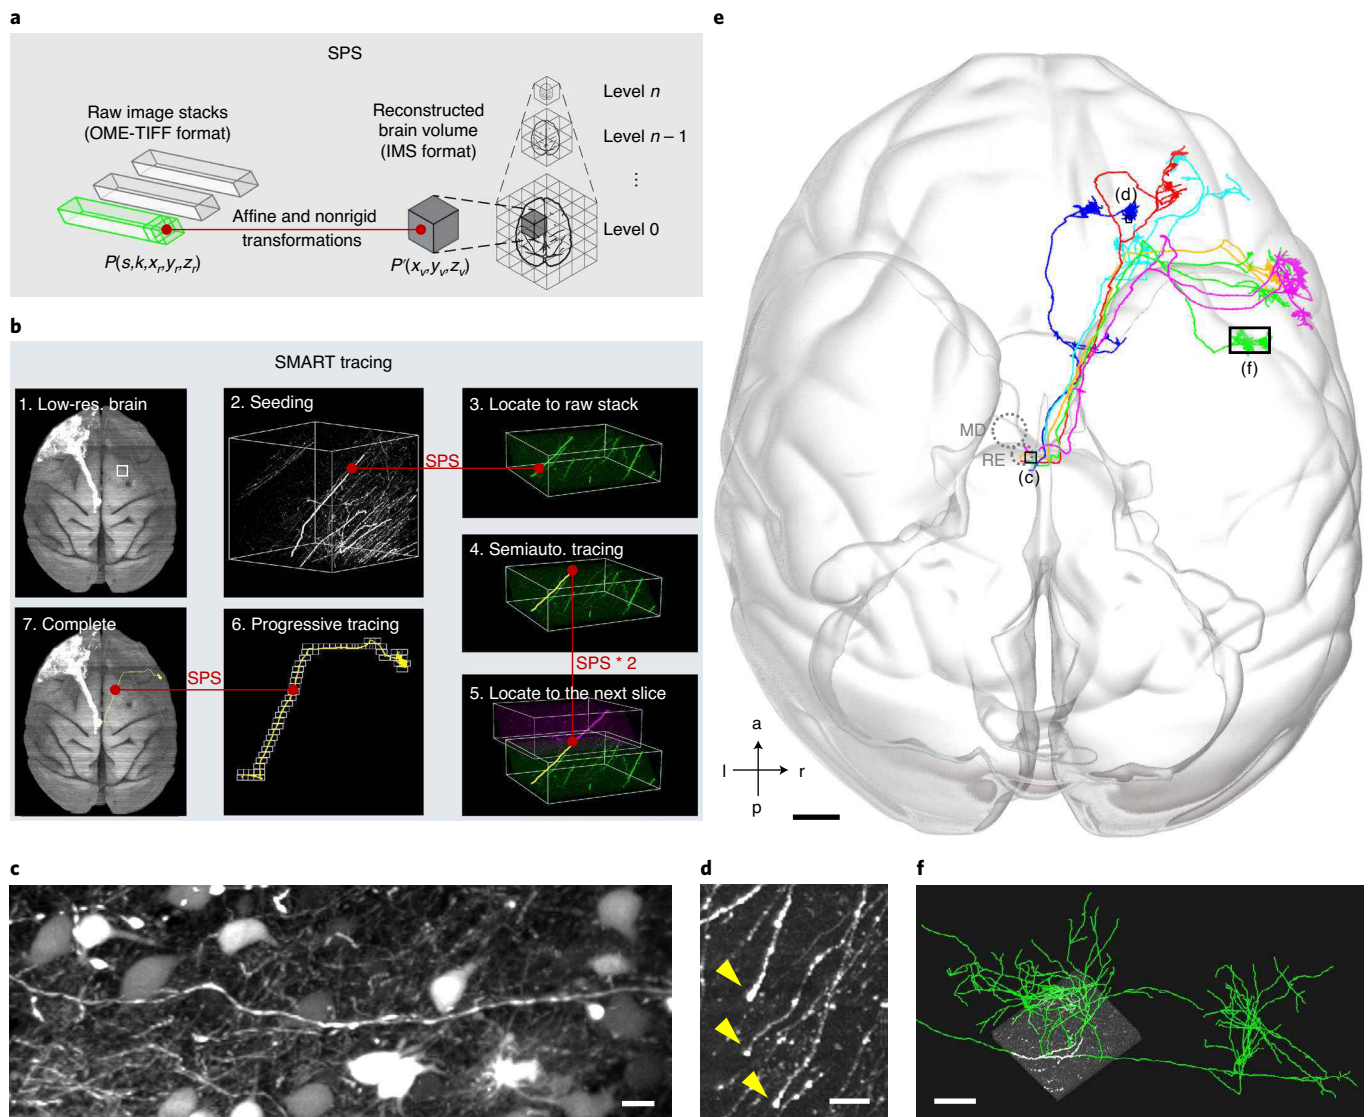 a
SPS
Raw image stacks
(OME-TIFF format)
Reconstructed
brain volume
(IMS format)
Level n
Level n – 1
⋮
Level 0
Affine and nonrigid
transformations
P(s,k,xr,yr,zr)
P′(xv,yv,zv)
b
SMART tracing
1. Low-res. brain
2. Seeding
3. Locate to raw stack
SPS
4. Semiauto. tracing
7. Complete
6. Progressive tracing
SPS
SPS * 2
5. Locate to the next slice
c
d
e
(d)
(f)
MD
RE
(c)
a
l
r
p
f